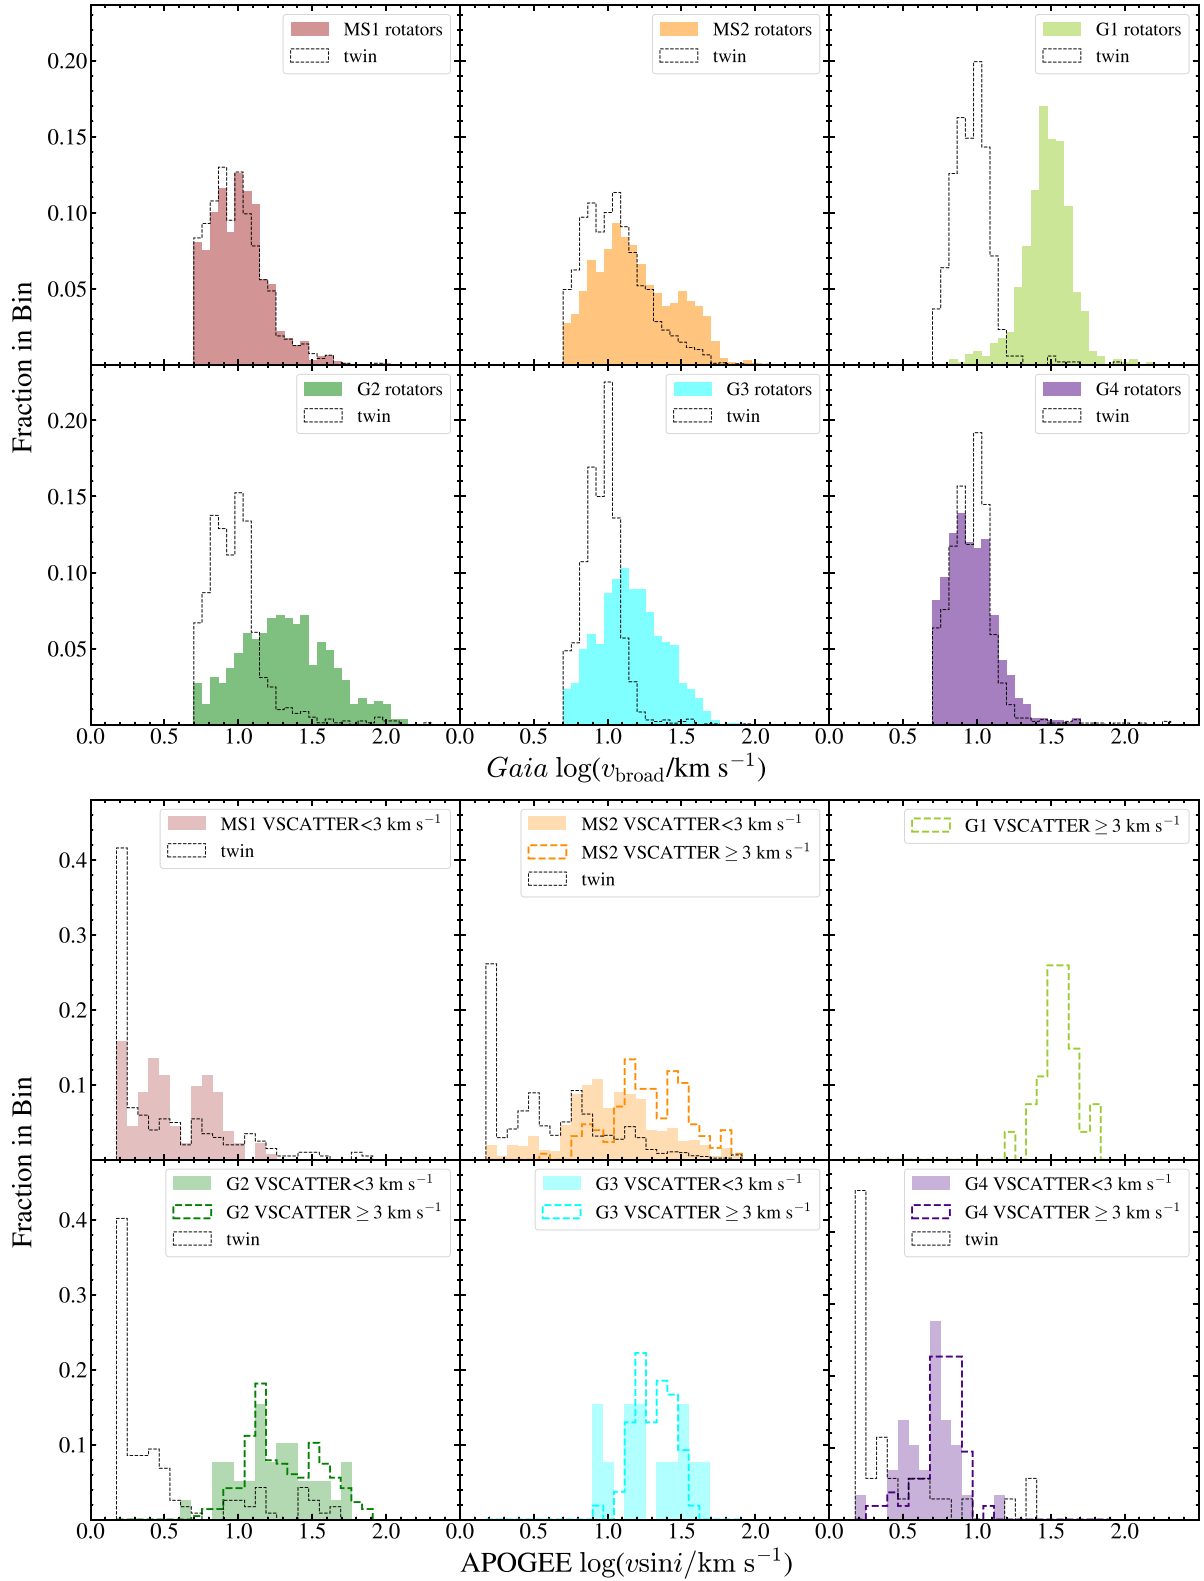 MS1 rotators
twin
MS2 rotators
twin
G1 rotators
twin
0.20
0.15
0.10
0.05
Fraction in Bin
G2 rotators
twin
G3 rotators
twin
G4 rotators
twin
0.20
0.15
0.10
0.05
0.0 0.5 1.0 1.5 2.0 0.0 0.5 1.0 1.5 2.0 0.0 0.5 1.0 1.5 2.0
Gaia log(v_broad/km s⁻¹)
MS1 VSCATTER<3 km s⁻¹
twin
MS2 VSCATTER<3 km s⁻¹
MS2 VSCATTER ≥ 3 km s⁻¹
twin
G1 VSCATTER ≥ 3 km s⁻¹
0.4
0.3
0.2
0.1
Fraction in Bin
G2 VSCATTER<3 km s⁻¹
G2 VSCATTER ≥ 3 km s⁻¹
twin
G3 VSCATTER<3 km s⁻¹
G3 VSCATTER ≥ 3 km s⁻¹
G4 VSCATTER<3 km s⁻¹
G4 VSCATTER ≥ 3 km s⁻¹
twin
0.4
0.3
0.2
0.1
0.0 0.5 1.0 1.5 2.0 0.0 0.5 1.0 1.5 2.0 0.0 0.5 1.0 1.5 2.0
APOGEE log(vsini/km s⁻¹)